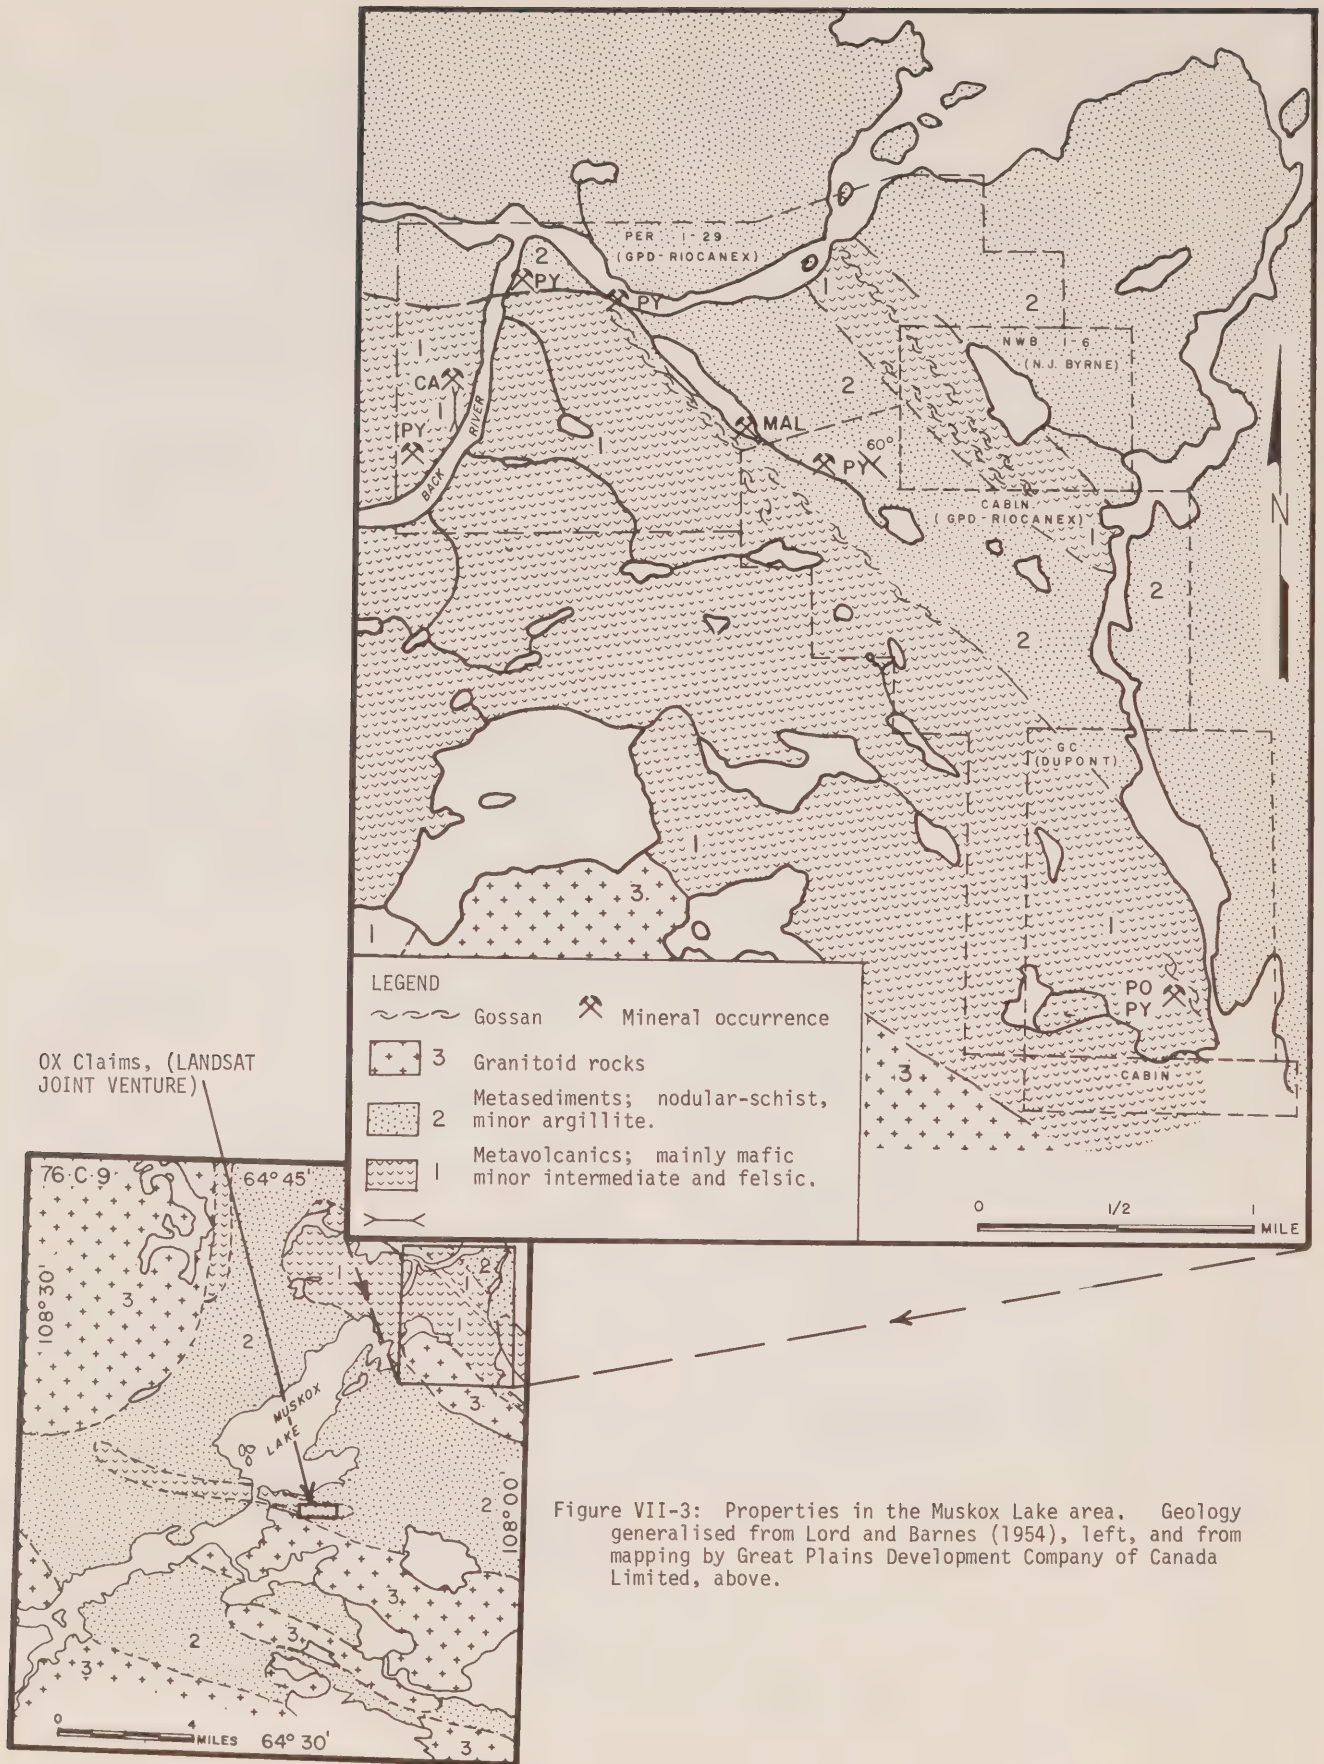 PER 1-29
(GPD-RIOCANEX)
2
PY
PY
1
2
1
NWB 1-6
(N.J. BYRNE)
CA
1
2
MAL
PY
BACK RIVER
1
60°
PY
CABIN
(GPD-RIOCANEX)
1
N
2
2
GC
(DUPONT)
1
3
1
1
PO
PY
3
CABIN
LEGEND
Gossan
Mineral occurrence
3 Granitoid rocks
2 Metasediments; nodular-schist,
minor argillite.
1 Metavolcanics; mainly mafic
minor intermediate and felsic.
0 1/2 1
MILE
OX Claims, (LANDSAT
JOINT VENTURE)
76·C·9
64°45'
108°30'
3
2
1
2
1
1
3
MUSKOX
LAKE
2
108°00'
3
3
2
3
3
0 4
MILES
64°30'
Figure VII-3: Properties in the Muskox Lake area. Geology
generalised from Lord and Barnes (1954), left, and from
mapping by Great Plains Development Company of Canada
Limited, above.